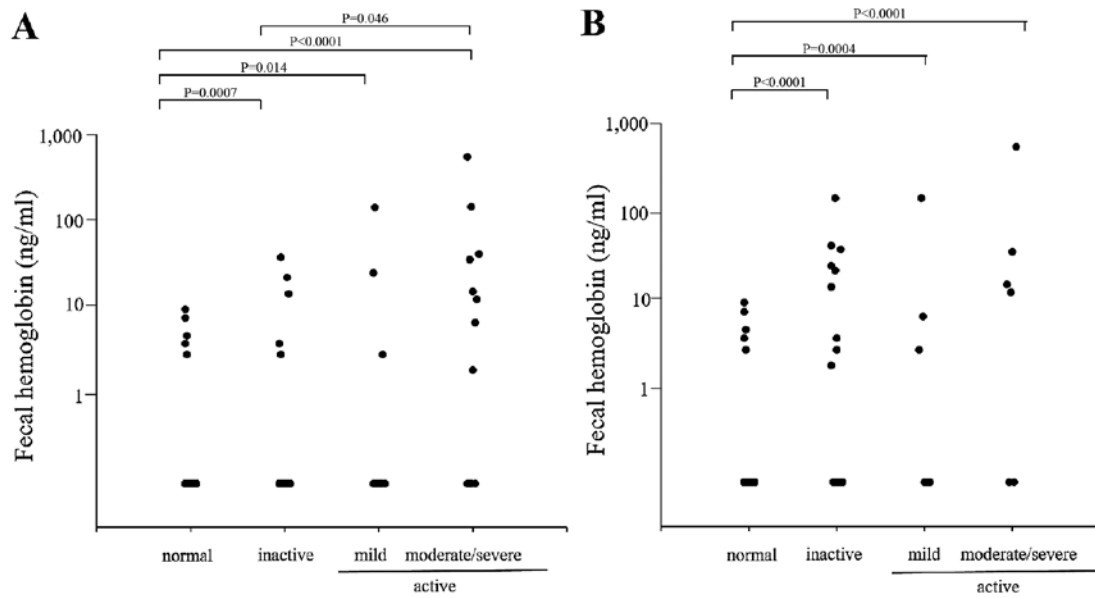 A
P=0.046
P<0.0001
P=0.014
P=0.0007
Fecal hemoglobin (ng/ml)
1,000
100
10
1
normal inactive mild moderate/severe
active
B
P<0.0001
P=0.0004
P<0.0001
Fecal hemoglobin (ng/ml)
1,000
100
10
1
normal inactive mild moderate/severe
active